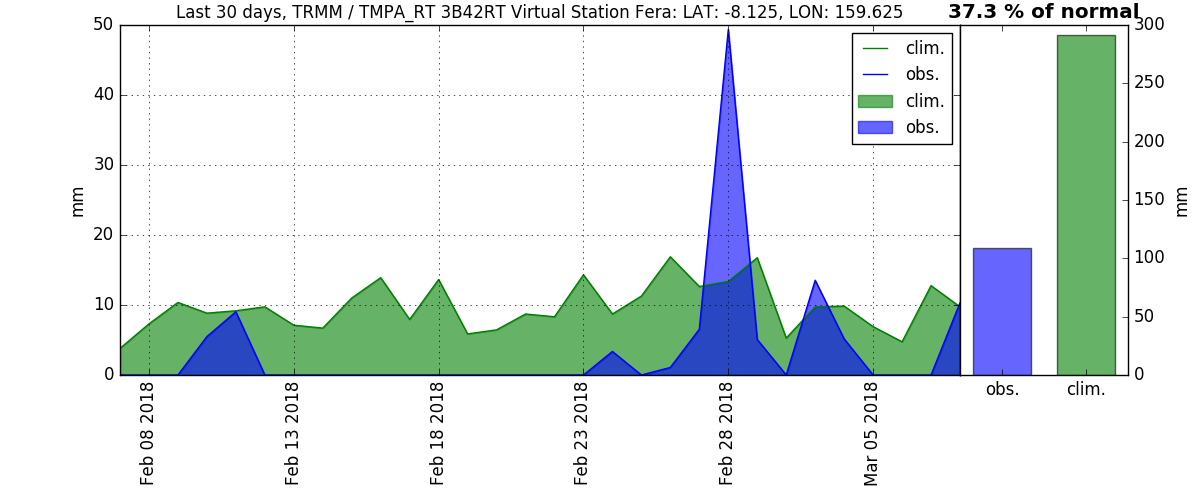 Last 30 days, TRMM / TMPA_RT 3B42RT Virtual Station Fera: LAT: -8.125, LON: 159.625
37.3 % of normal
50
40
30
20
10
0
mm
clim.
obs.
clim.
obs.
300
250
200
150
100
50
0
mm
obs.
clim.
Feb 08 2018
Feb 13 2018
Feb 18 2018
Feb 23 2018
Feb 28 2018
Mar 05 2018